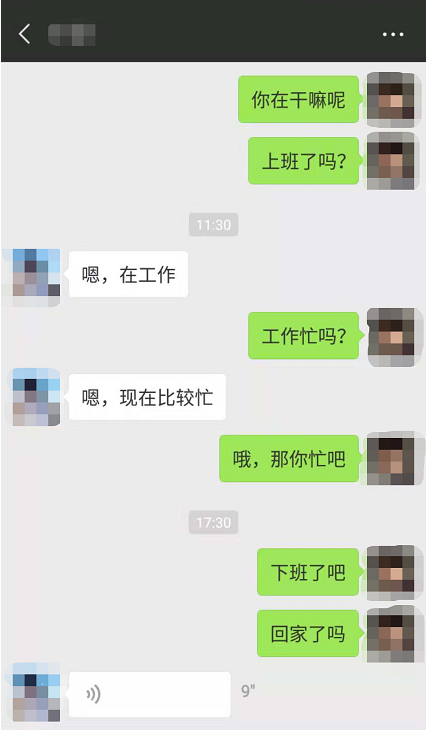 你在干嘛呢
上班了吗?
11:30
嗯，在工作
工作忙吗?
嗯，现在比较忙
哦，那你忙吧
17:30
下班了吧
回家了吗
9"